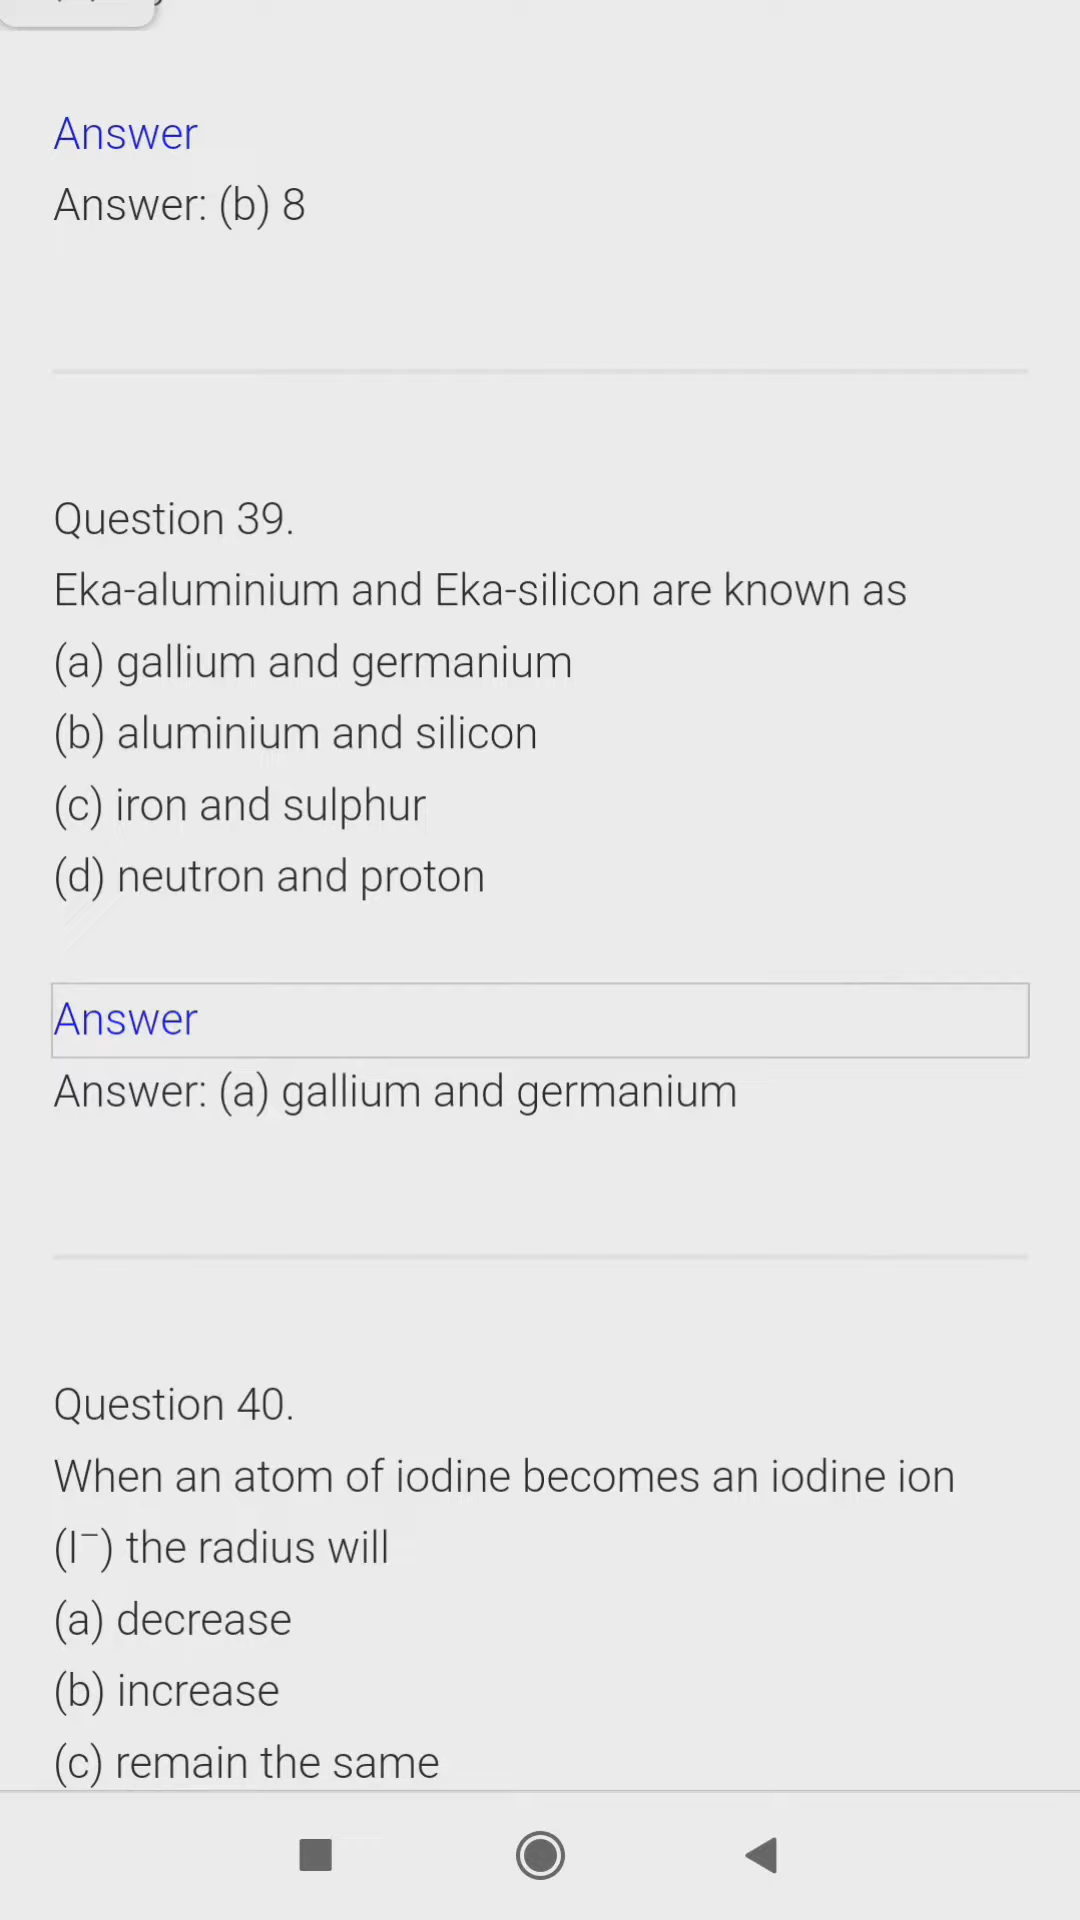 Answer
Answer: (b) 8
Question 39.
Eka-aluminium and Eka-silicon are known as
(a) gallium and germanium
(b) aluminium and silicon
(c) iron and sulphur
(d) neutron and proton
Answer
Answer: (a) gallium and germanium
Question 40.
When an atom of iodine becomes an iodine ion
(I⁻) the radius will
(a) decrease
(b) increase
(c) remain the same